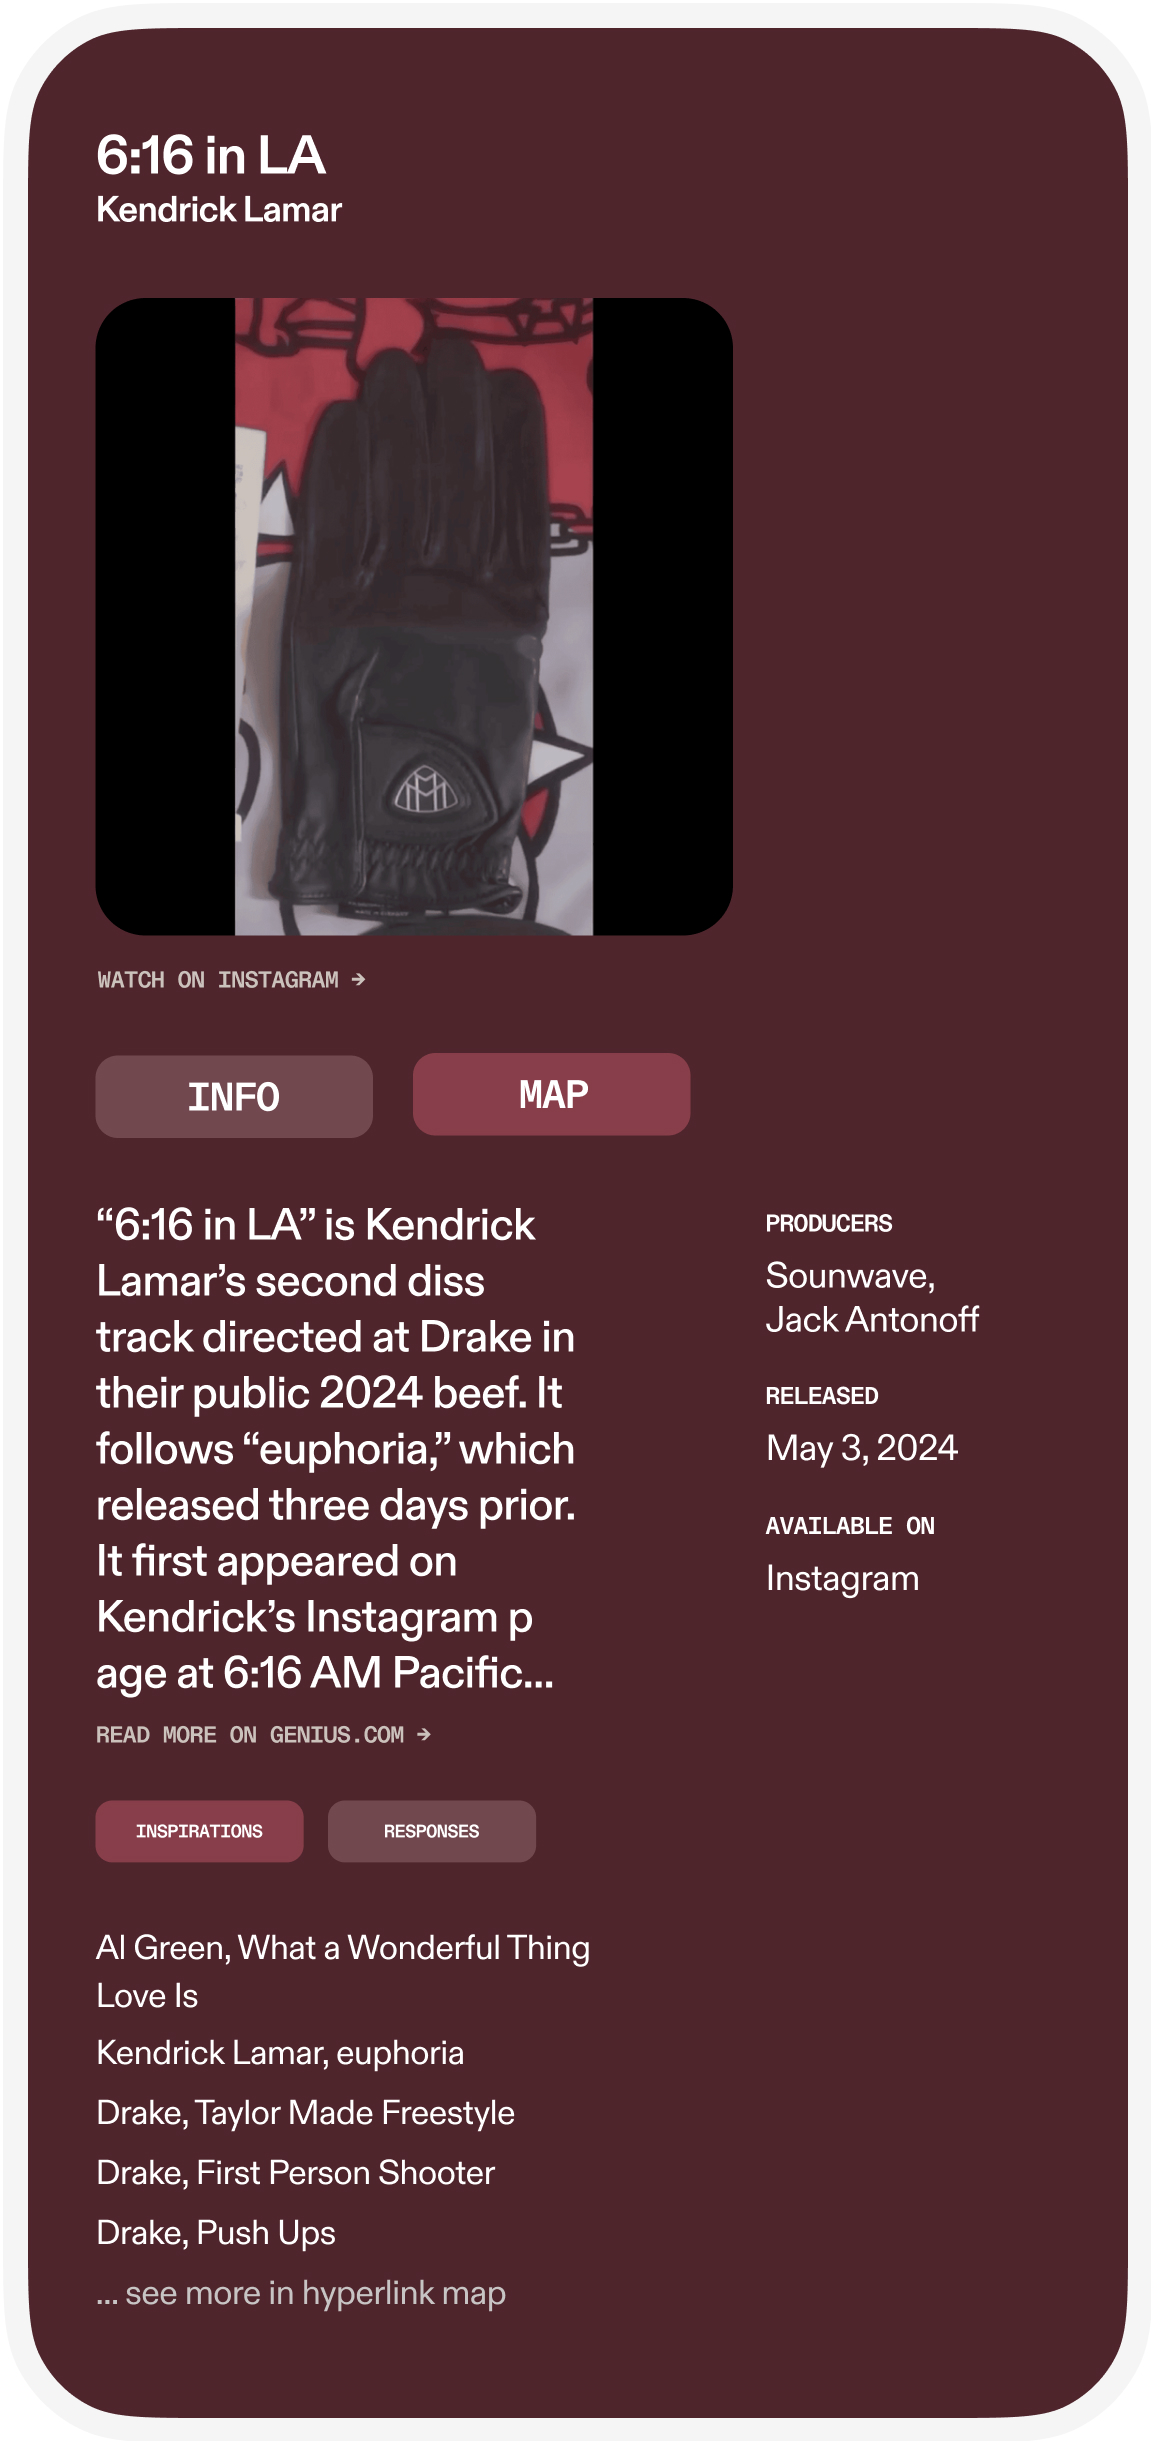 6:16 in LA
Kendrick Lamar
WATCH ON INSTAGRAM →
INFO
MAP
“6:16 in LA” is Kendrick
Lamar’s second diss
track directed at Drake in
their public 2024 beef. It
follows “euphoria,” which
released three days prior.
It first appeared on
Kendrick’s Instagram p
age at 6:16 AM Pacific...
READ MORE ON GENIUS.COM →
PRODUCERS
Sounwave,
Jack Antonoff
RELEASED
May 3, 2024
AVAILABLE ON
Instagram
INSPIRATIONS
RESPONSES
Al Green, What a Wonderful Thing
Love Is
Kendrick Lamar, euphoria
Drake, Taylor Made Freestyle
Drake, First Person Shooter
Drake, Push Ups
... see more in hyperlink map